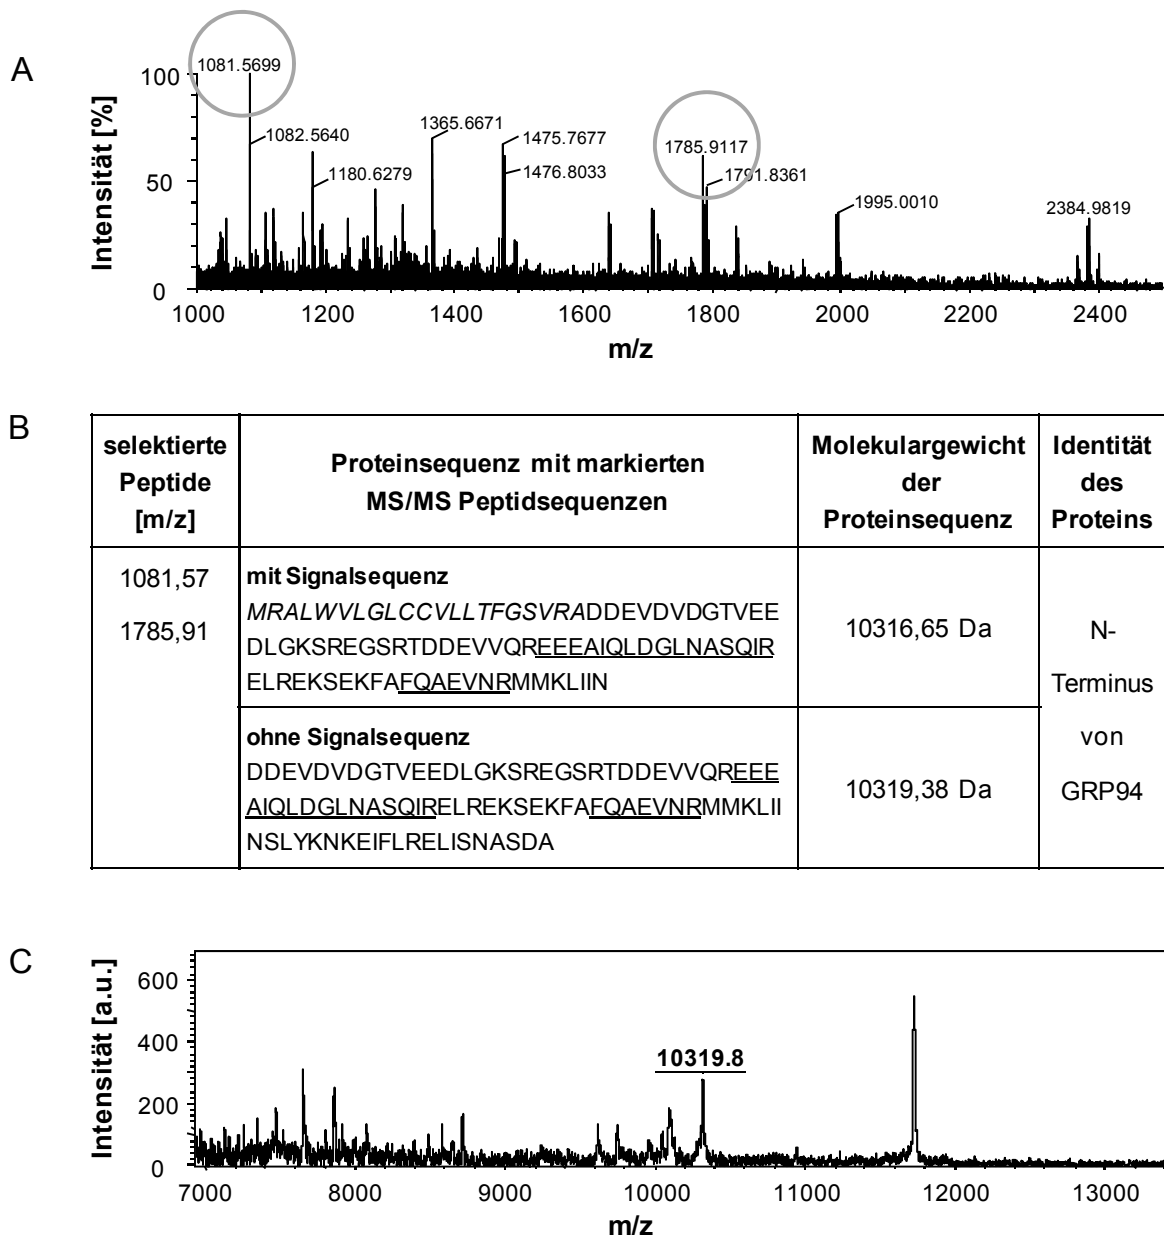 A
Intensität [%]
100
50
0
1081.5699
1082.5640
1180.6279
1365.6671
1475.7677
1476.8033
1785.9117
1791.8361
1995.0010
2384.9819
1000 1200 1400 1600 1800 2000 2200 2400
m/z
B
selektierte Peptide [m/z]
Proteinsequenz mit markierten MS/MS Peptidsequenzen
Molekulargewicht der Proteinsequenz
Identität des Proteins
1081,57
1785,91
mit Signalsequenz
MRALWVLGLCCVLLTFGSVRADDEVDVDGTVEE
DLGKSREGSRTDDEVVQREEEAIQLDGLNASQIR
ELREKSEKFAFQAEVNRMMKLIIN
10316,65 Da
ohne Signalsequenz
DDEVDVDGTVEEDLGKSREGSRTDDEVVQREEE
AIQLDGLNASQIRELREKSEKFAFQAEVNRMMKLII
NSLYKNKEIFLRELISNASDA
10319,38 Da
N-
Terminus
von
GRP94
C
Intensität [a.u.]
600
400
200
0
10319.8
7000 8000 9000 10000 11000 12000 13000
m/z